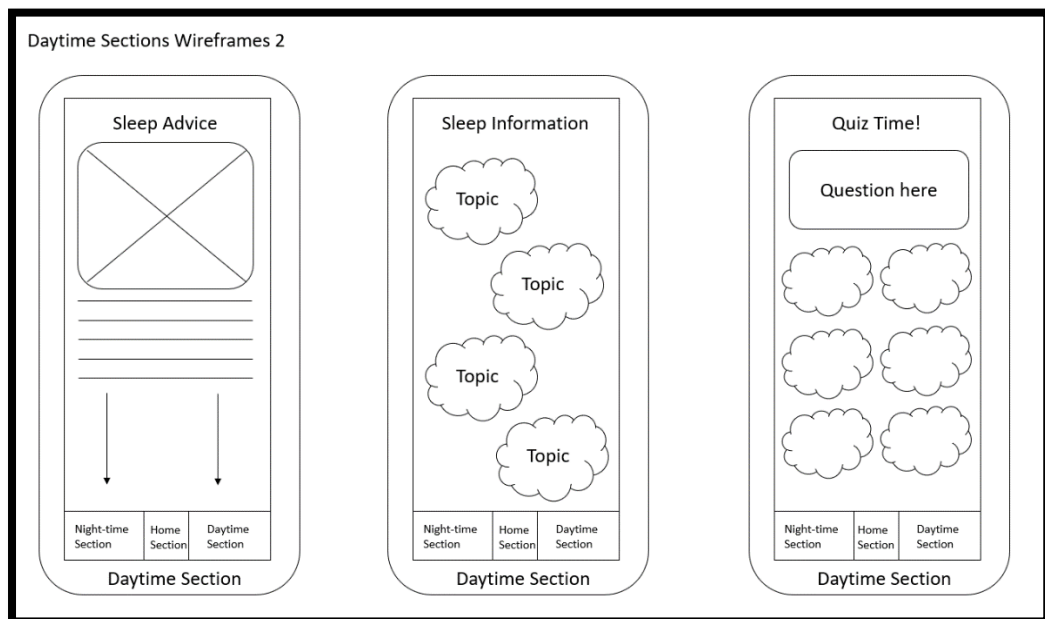 Daytime Sections Wireframes 2
Sleep Advice
Night-time
Section
Home
Section
Daytime
Section
Daytime Section
Sleep Information
Topic
Topic
Topic
Topic
Night-time
Section
Home
Section
Daytime
Section
Daytime Section
Quiz Time!
Question here
Night-time
Section
Home
Section
Daytime
Section
Daytime Section